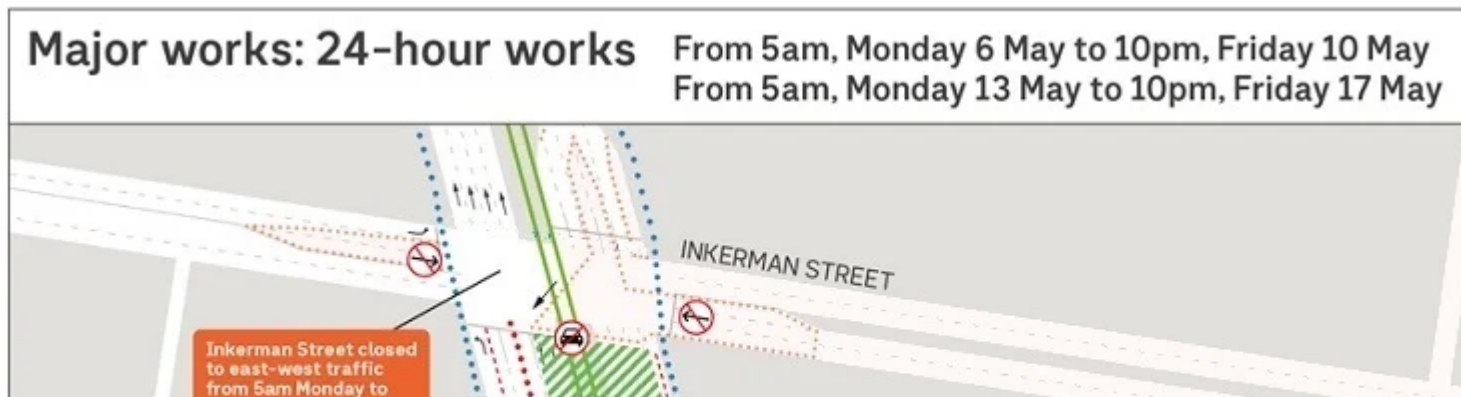 Major works: 24-hour works
From 5am, Monday 6 May to 10pm, Friday 10 May
From 5am, Monday 13 May to 10pm, Friday 17 May
INKERMAN STREET
Inkerman Street closed
to east-west traffic
from 5am Monday to